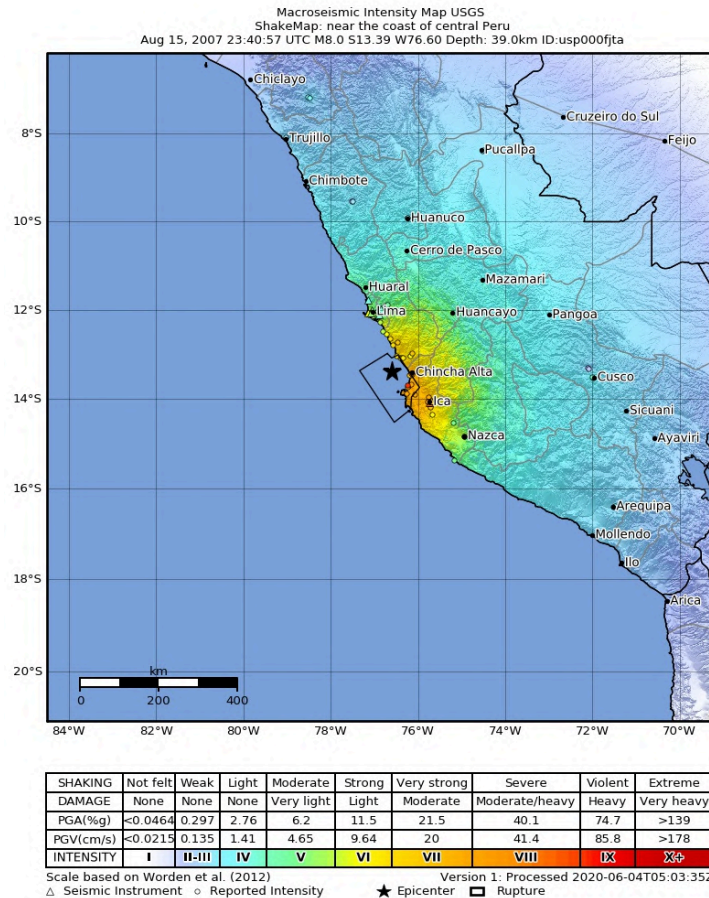 Macroseismic Intensity Map USGS
ShakeMap: near the coast of central Peru
Aug 15, 2007 23:40:57 UTC M8.0 S13.39 W76.60 Depth: 39.0km ID:usp000fjta
Chiclayo
Cruzeiro do Sul
8°S
Trujillo
Feijo
Pucallpa
Chimbote
10°S
Huanuco
Cerro de Pasco
Mazamari
Huaral
12°S
Lima
Huancayo
Pangoa
Chincha Alta
Cusco
14°S
Ica
Sicuani
Nazca
Ayaviri
16°S
Arequipa
Mollendo
18°S
Ilo
Arica
20°S
km
0 200 400
84°W 82°W 80°W 78°W 76°W 74°W 72°W 70°W
SHAKING Not felt Weak Light Moderate Strong Very strong Severe Violent Extreme
DAMAGE None None None Very light Light Moderate Moderate/heavy Heavy Very heavy
PGA(%g) <0.0464 0.297 2.76 6.2 11.5 21.5 40.1 74.7 >139
PGV(cm/s) <0.0215 0.135 1.41 4.65 9.64 20 41.4 85.8 >178
INTENSITY I II-III IV V VI VII VIII IX X+
Scale based on Worden et al. (2012) Version 1: Processed 2020-06-04T05:03:35Z
△ Seismic Instrument ○ Reported Intensity ★ Epicenter □ Rupture